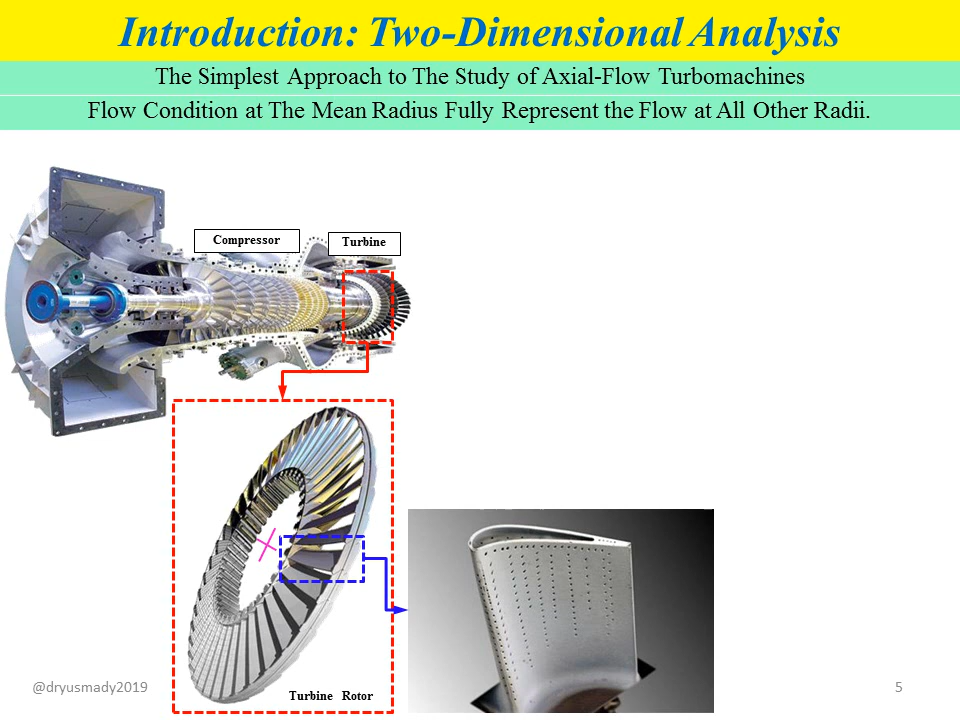 Introduction: Two-Dimensional Analysis
The Simplest Approach to The Study of Axial-Flow Turbomachines
Flow Condition at The Mean Radius Fully Represent the Flow at All Other Radii.
Compressor
Turbine
Turbine Rotor
@dryusmady2019
5